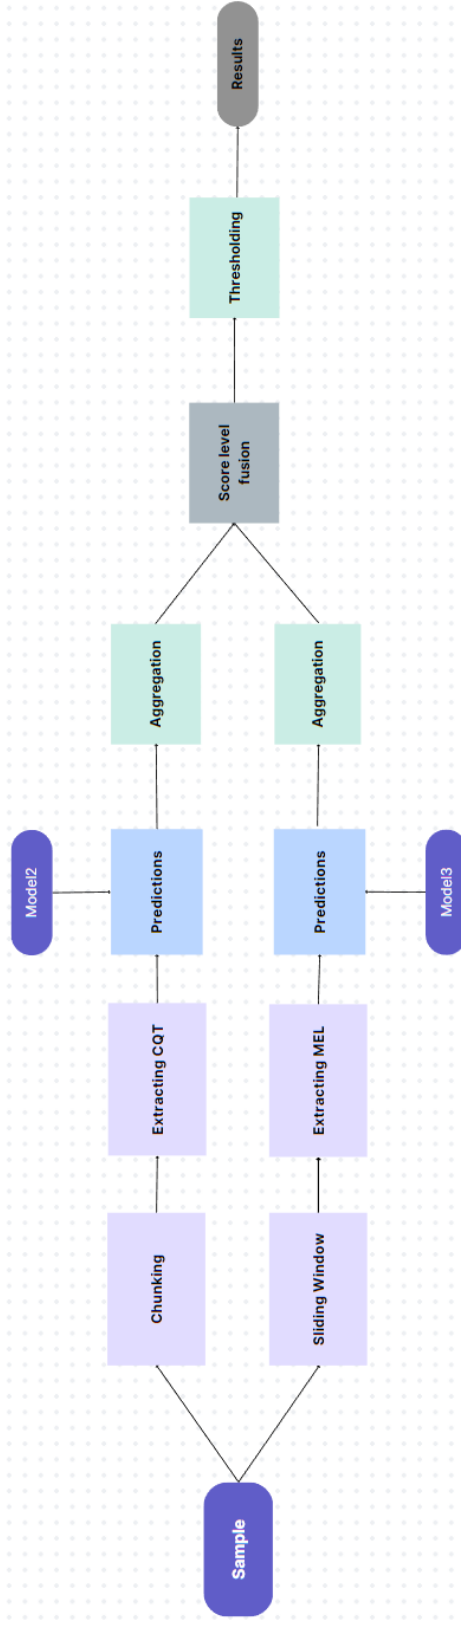 Sample
Chunking
Extracting CQT
Model2
Predictions
Aggregation
Sliding Window
Extracting MEL
Model3
Predictions
Aggregation
Score level
fusion
Thresholding
Results